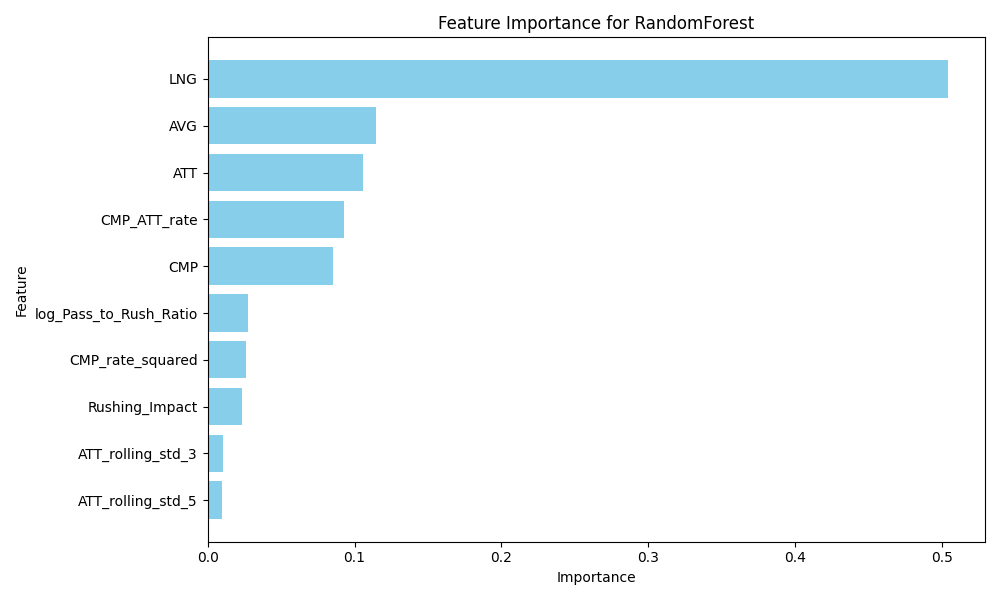 Feature Importance for RandomForest
LNG
AVG
ATT
CMP_ATT_rate
CMP
log_Pass_to_Rush_Ratio
CMP_rate_squared
Rushing_Impact
ATT_rolling_std_3
ATT_rolling_std_5
Feature
0.0 0.1 0.2 0.3 0.4 0.5
Importance